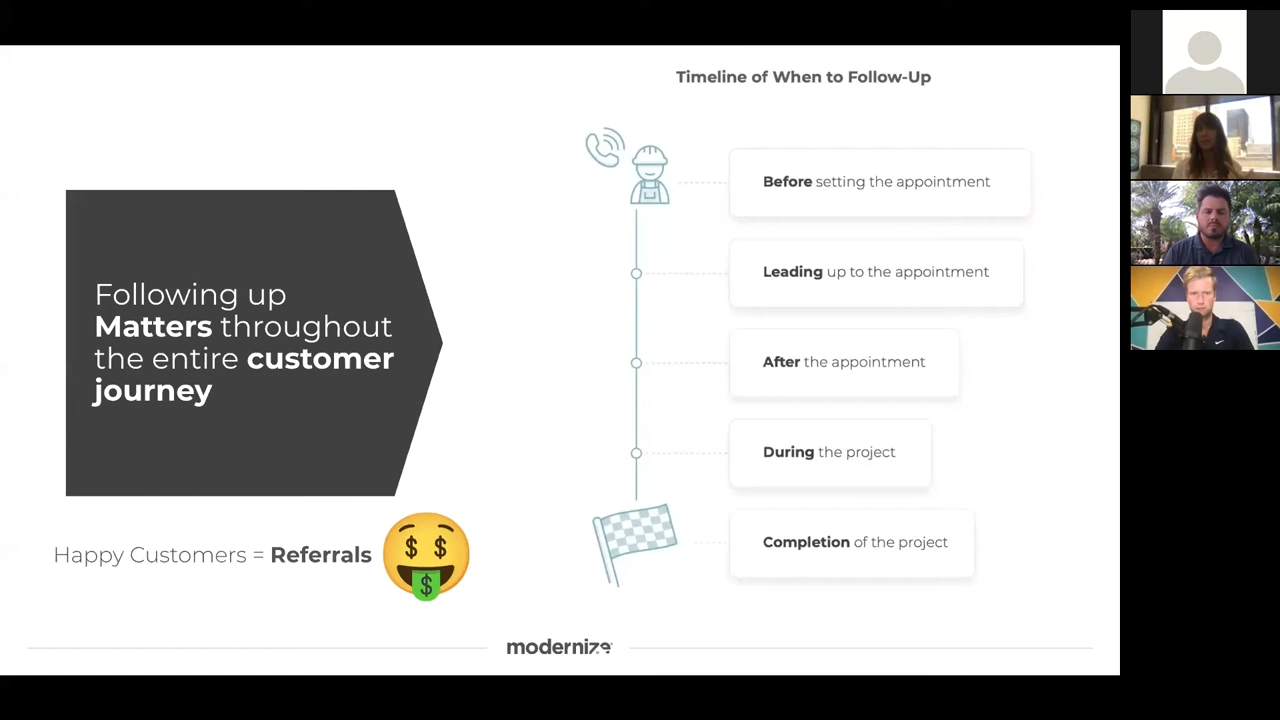 Timeline of When to Follow-Up
Following up
Matters throughout
the entire customer
journey
Happy Customers = Referrals
Before setting the appointment
Leading up to the appointment
After the appointment
During the project
Completion of the project
modernize